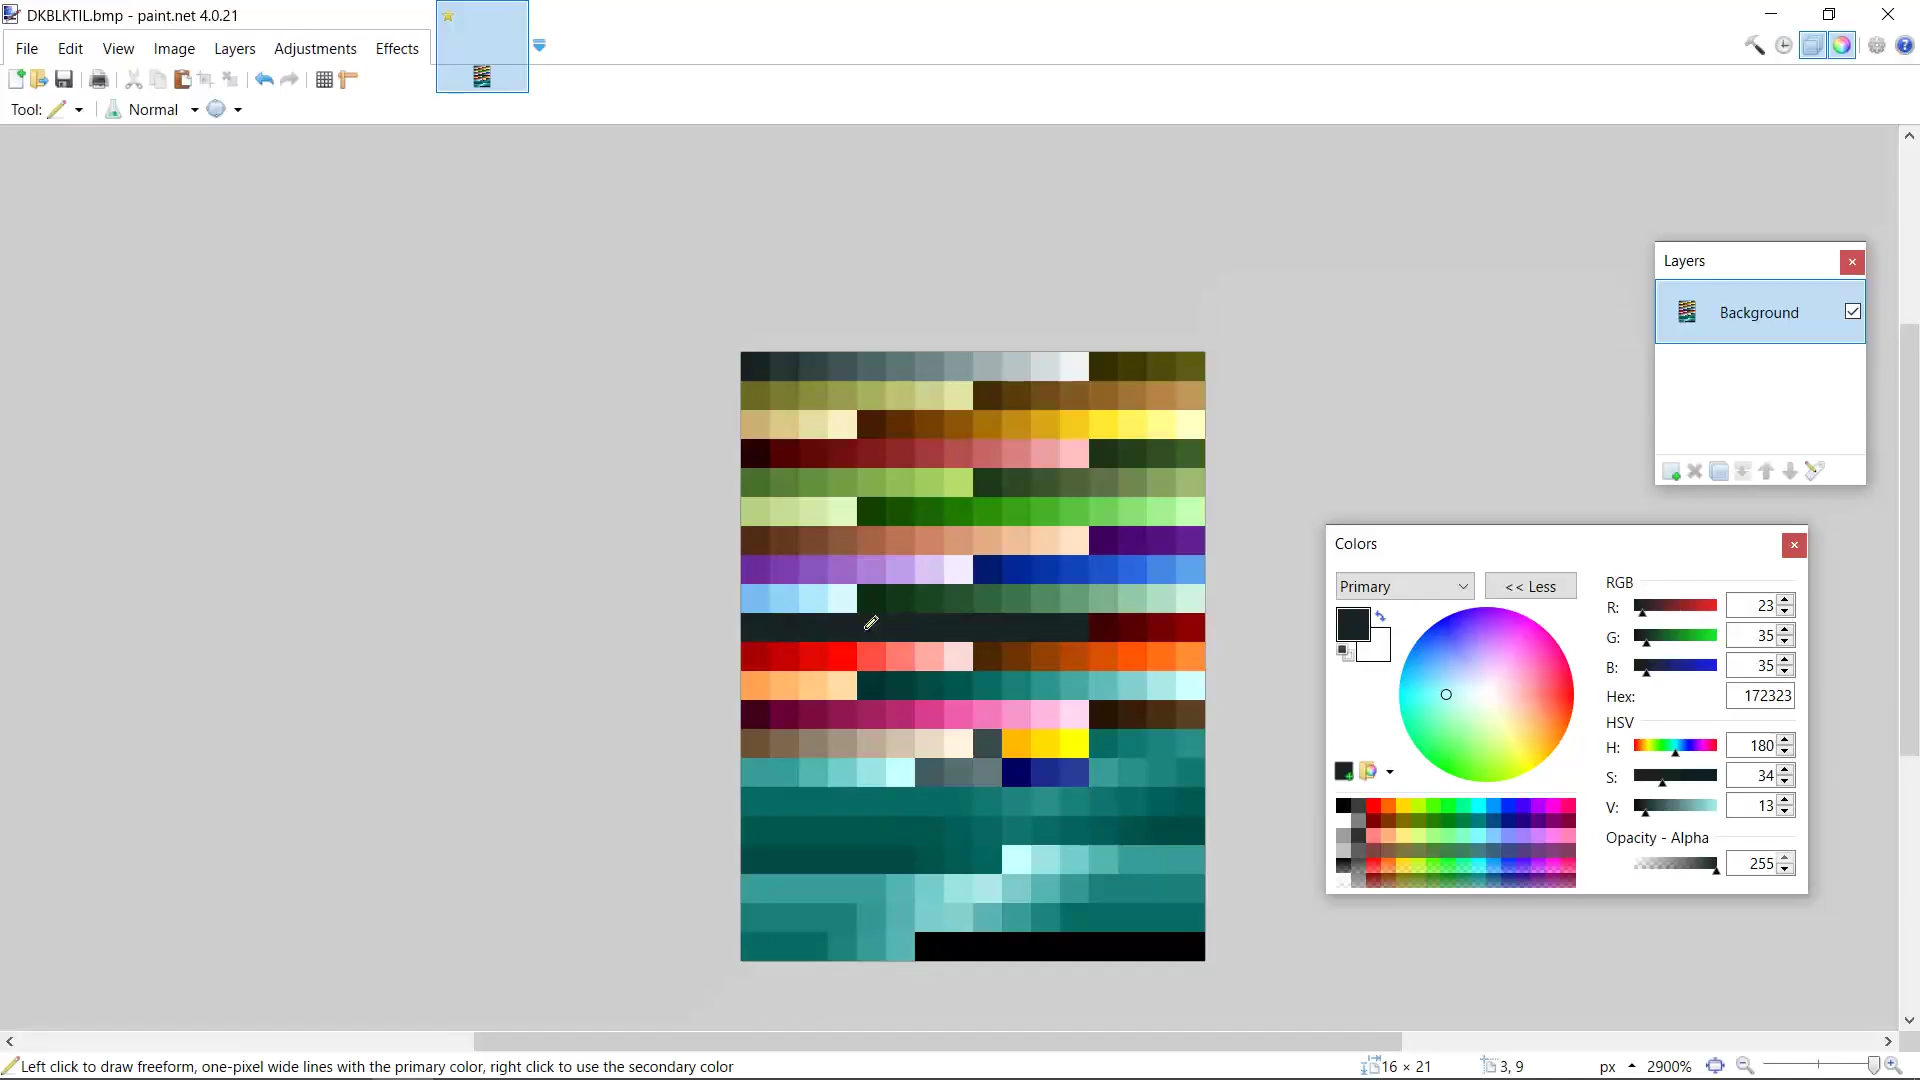 DKBLKTIL.bmp - paint.net 4.0.21
File Edit View Image Layers Adjustments Effects
Tool: Normal
Layers
Background
Colors
Primary << Less
RGB
R: 23
G: 35
B: 35
Hex: 172323
HSV
H: 180
S: 34
V: 13
Opacity - Alpha
255
Left click to draw freeform, one-pixel wide lines with the primary color, right click to use the secondary color 16 × 21 3, 9 px 2900%